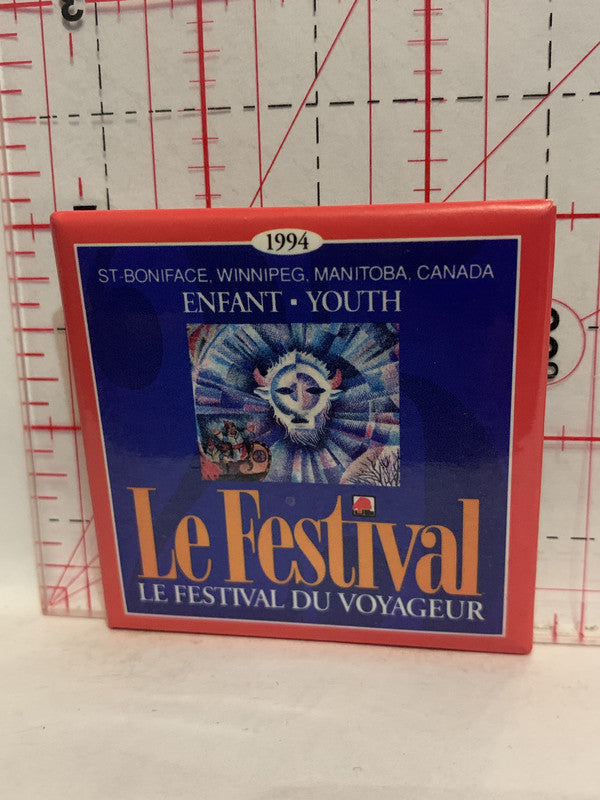 1994
ST-BONIFACE, WINNIPEG, MANITOBA, CANADA
ENFANT • YOUTH
Le Festival
LE FESTIVAL DU VOYAGEUR